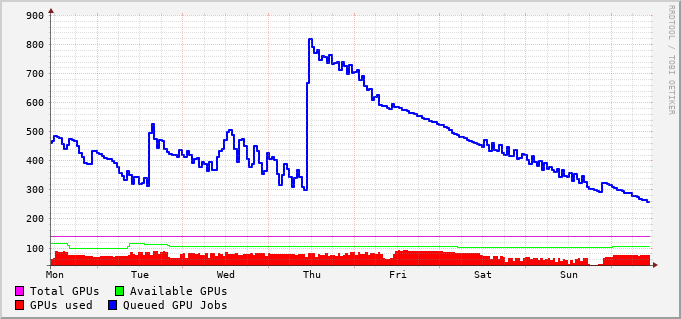 900
800
700
600
500
400
300
200
100
Mon Tue Wed Thu Fri Sat Sun
Total GPUs Available GPUs
GPUs used Queued GPU Jobs
RRDTOOL / TOBI OETIKER